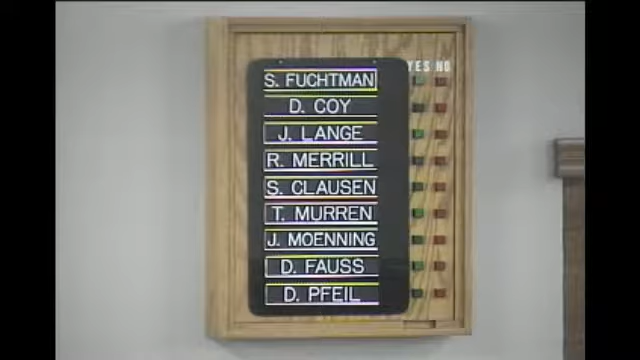 YES NO
S. FUCHTMAN
D. COY
J. LANGE
R. MERRILL
S. CLAUSEN
T. MURREN
J. MOENNING
D. FAUSS
D. PFEIL